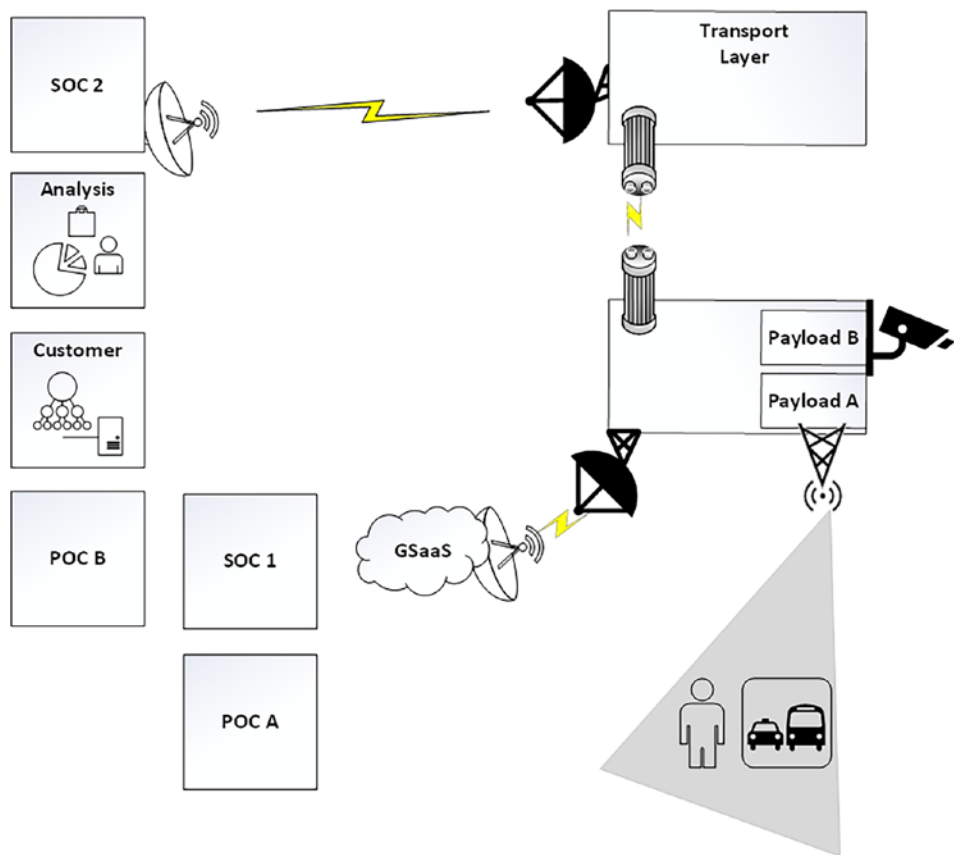 SOC 2
Transport
Layer
Analysis
Payload B
Customer
Payload A
POC B
SOC 1
GSaaS
POC A